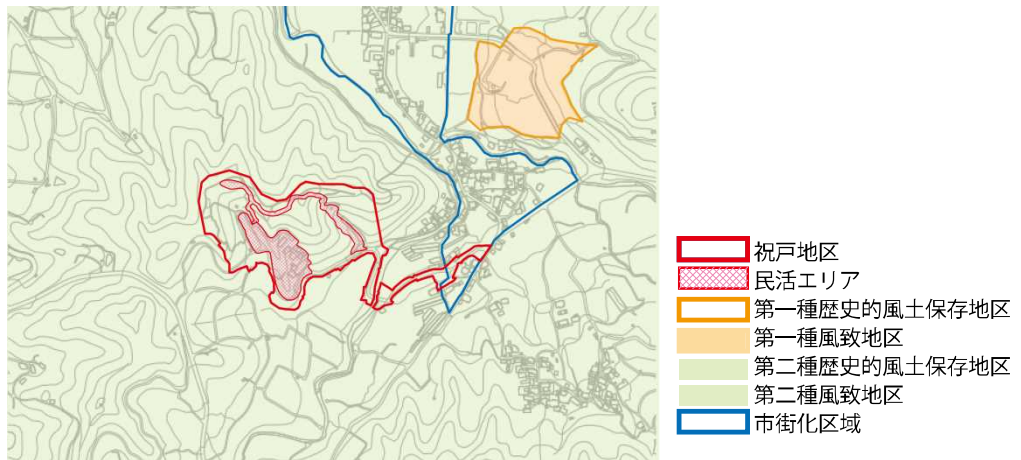 祝戸地区
民活エリア
第一種歴史的風土保存地区
第一種風致地区
第二種歴史的風土保存地区
第二種風致地区
市街化区域